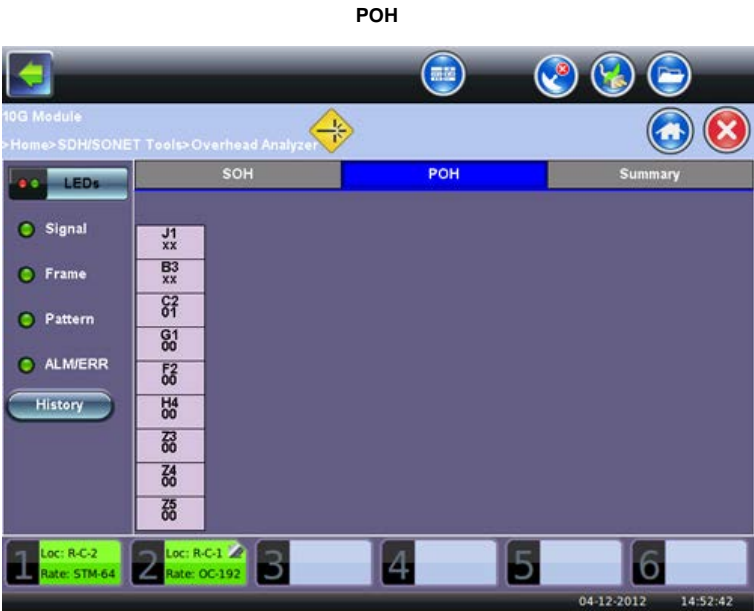 POH
10G Module
>Home>SDH/SONET Tools>Overhead Analyzer
LEDs
SOH
POH
Summary
Signal
Frame
Pattern
ALM/ERR
History
J1
xx
B3
xx
C2
01
G1
00
F2
00
H4
00
Z3
00
Z4
00
Z5
00
1
Loc: R-C-2
Rate: STM-64
2
Loc: R-C-1
Rate: OC-192
3
4
5
6
04-12-2012 14:52:42